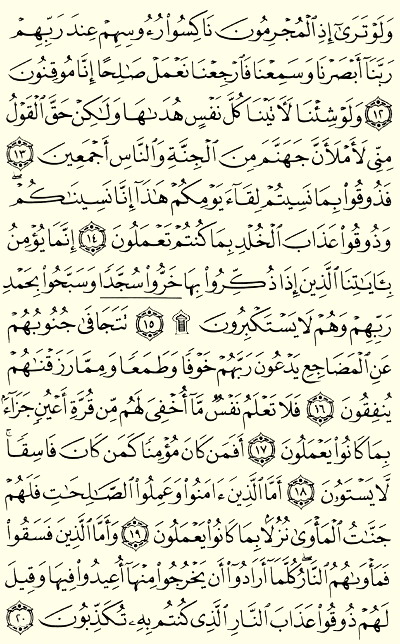 وَلَوْ تَرَىٰٓ إِذِ ٱلْمُجْرِمُونَ نَاكِسُوا۟ رُءُوسِهِمْ عِندَ رَبِّهِمْ
رَبَّنَآ أَبْصَرْنَا وَسَمِعْنَا فَٱرْجِعْنَا نَعْمَلْ صَٰلِحًا إِنَّا مُوقِنُونَ
۝١٢ وَلَوْ شِئْنَا لَءَاتَيْنَا كُلَّ نَفْسٍ هُدَىٰهَا وَلَٰكِنْ حَقَّ ٱلْقَوْلُ
مِنِّى لَأَمْلَأَنَّ جَهَنَّمَ مِنَ ٱلْجِنَّةِ وَٱلنَّاسِ أَجْمَعِينَ ۝١٣
فَذُوقُوا۟ بِمَا نَسِيتُمْ لِقَآءَ يَوْمِكُمْ هَٰذَآ إِنَّا نَسِينَٰكُمْ ۖ
وَذُوقُوا۟ عَذَابَ ٱلْخُلْدِ بِمَا كُنتُمْ تَعْمَلُونَ ۝١٤ إِنَّمَا يُؤْمِنُ
بِـَٔايَٰتِنَا ٱلَّذِينَ إِذَا ذُكِّرُوا۟ بِهَا خَرُّوا۟ سُجَّدًا وَسَبَّحُوا۟ بِحَمْدِ
رَبِّهِمْ وَهُمْ لَا يَسْتَكْبِرُونَ ۩ ۝١٥ تَتَجَافَىٰ جُنُوبُهُمْ
عَنِ ٱلْمَضَاجِعِ يَدْعُونَ رَبَّهُمْ خَوْفًا وَطَمَعًا وَمِمَّا رَزَقْنَٰهُمْ
يُنفِقُونَ ۝١٦ فَلَا تَعْلَمُ نَفْسٌ مَّآ أُخْفِىَ لَهُم مِّن قُرَّةِ أَعْيُنٍ جَزَآءًۢ
بِمَا كَانُوا۟ يَعْمَلُونَ ۝١٧ أَفَمَن كَانَ مُؤْمِنًا كَمَن كَانَ فَاسِقًا ۚ
لَّا يَسْتَوُۥنَ ۝١٨ أَمَّا ٱلَّذِينَ ءَامَنُوا۟ وَعَمِلُوا۟ ٱلصَّٰلِحَٰتِ فَلَهُمْ
جَنَّٰتُ ٱلْمَأْوَىٰ نُزُلًۢا بِمَا كَانُوا۟ يَعْمَلُونَ ۝١٩ وَأَمَّا ٱلَّذِينَ فَسَقُوا۟
فَمَأْوَىٰهُمُ ٱلنَّارُ ۖ كُلَّمَآ أَرَادُوٓا۟ أَن يَخْرُجُوا۟ مِنْهَآ أُعِيدُوا۟ فِيهَا وَقِيلَ
لَهُمْ ذُوقُوا۟ عَذَابَ ٱلنَّارِ ٱلَّذِى كُنتُم بِهِۦ تُكَذِّبُونَ ۝٢٠